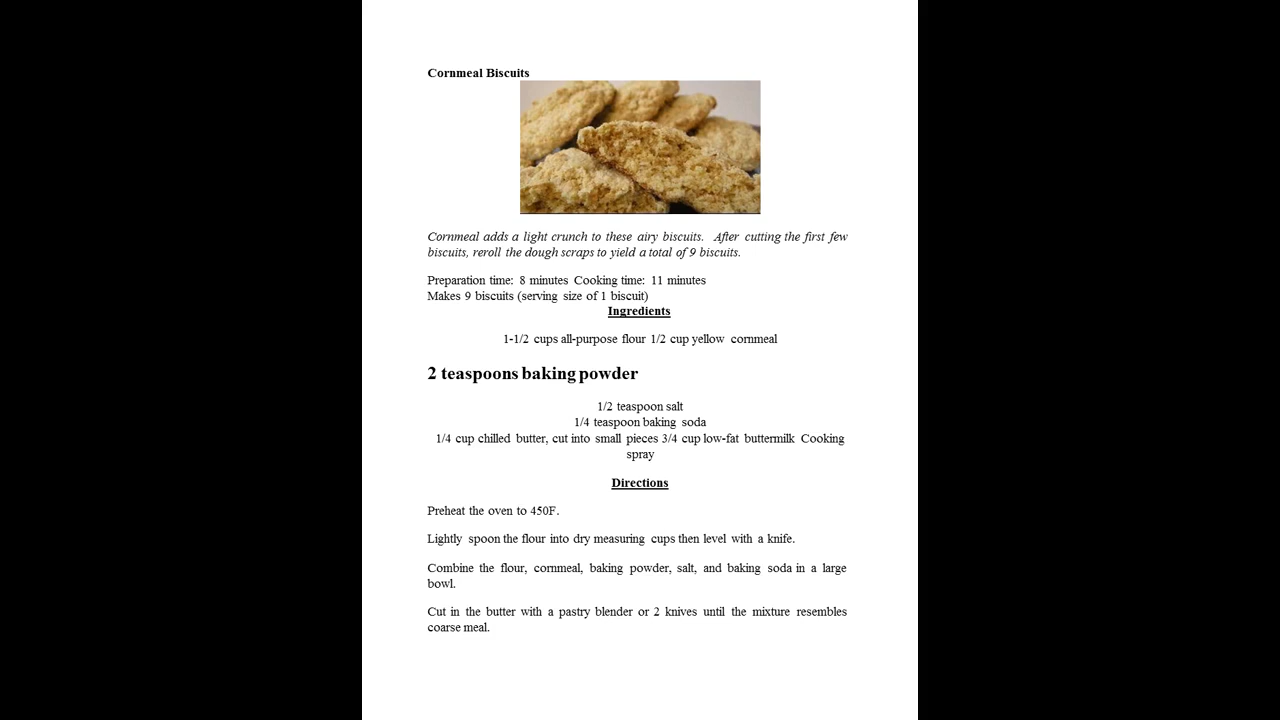 Cornmeal Biscuits
Cornmeal adds a light crunch to these airy biscuits. After cutting the first few
biscuits, reroll the dough scraps to yield a total of 9 biscuits.
Preparation time: 8 minutes Cooking time: 11 minutes
Makes 9 biscuits (serving size of 1 biscuit)
Ingredients
1-1/2 cups all-purpose flour 1/2 cup yellow cornmeal
2 teaspoons baking powder
1/2 teaspoon salt
1/4 teaspoon baking soda
1/4 cup chilled butter, cut into small pieces 3/4 cup low-fat buttermilk Cooking
spray
Directions
Preheat the oven to 450F.
Lightly spoon the flour into dry measuring cups then level with a knife.
Combine the flour, cornmeal, baking powder, salt, and baking soda in a large
bowl.
Cut in the butter with a pastry blender or 2 knives until the mixture resembles
coarse meal.